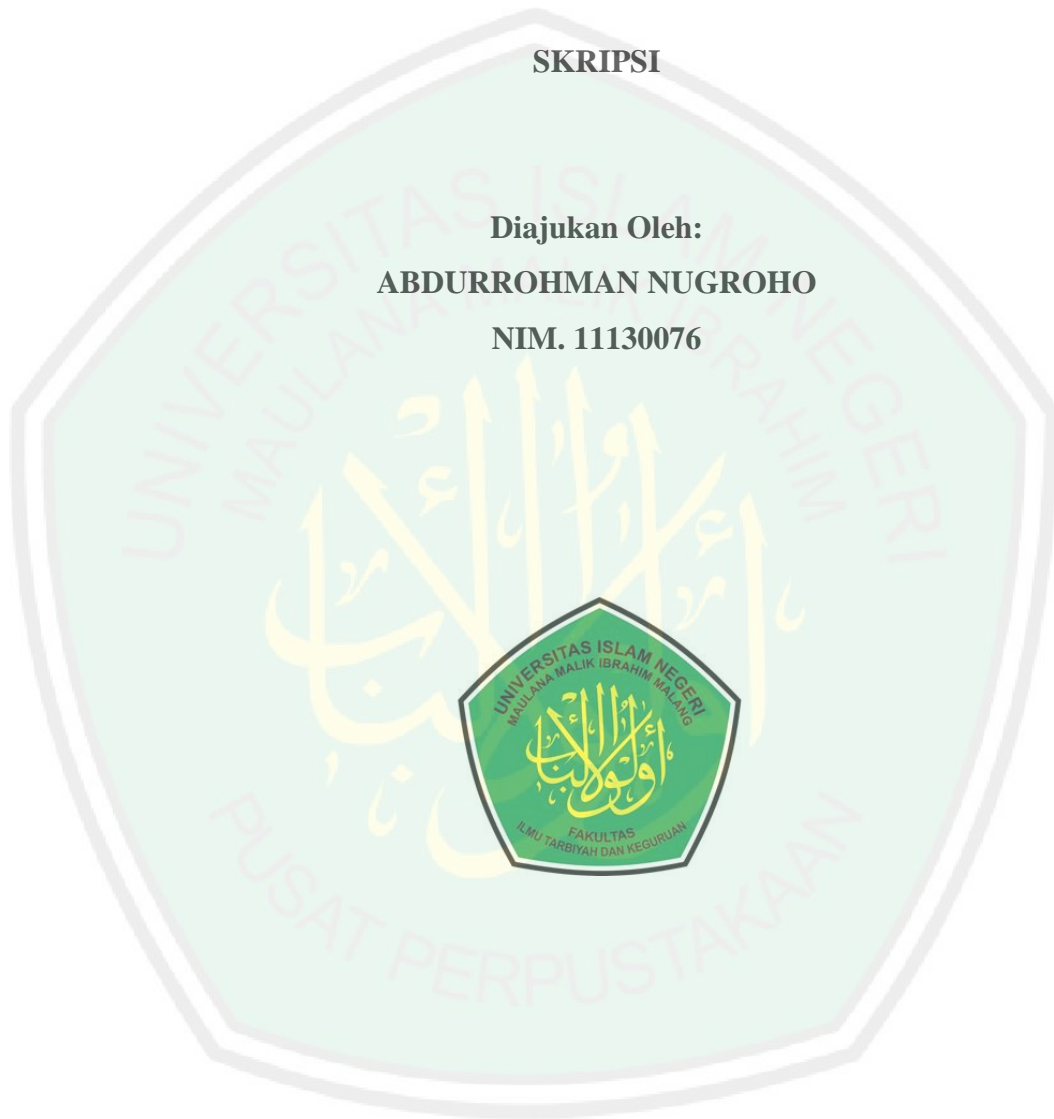 SKRIPSI
Diajukan Oleh:
ABDURROHMAN NUGROHO
NIM. 11130076
UNIVERSITAS ISLAM NEGERI
MAULANA MALIK IBRAHIM
PUSAT PERPUSTAKAAN
UNIVERSITAS ISLAM NEGERI
MAULANA MALIK IBRAHIM MALANG
أولوا الألباب
FAKULTAS
ILMU TARBIYAH DAN KEGURUAN